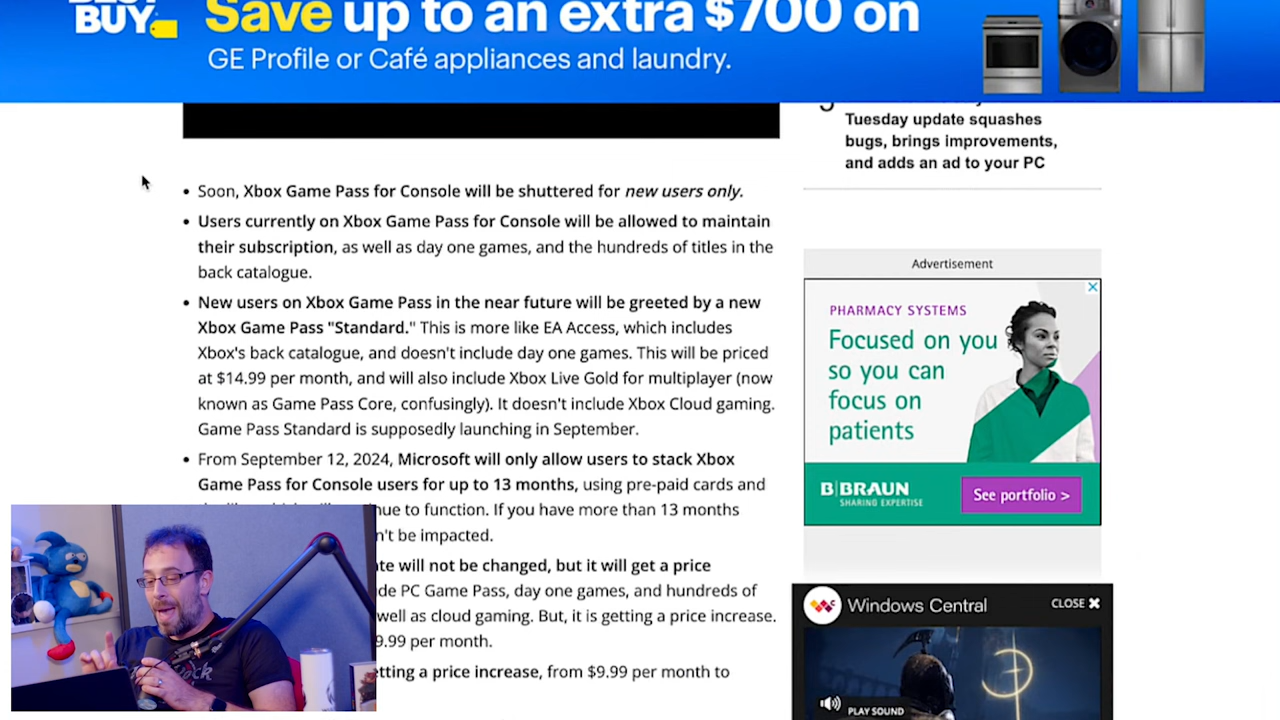 BUY
Save up to an extra $700 on
GE Profile or Café appliances and laundry.
Tuesday update squashes
bugs, brings improvements,
and adds an ad to your PC
• Soon, Xbox Game Pass for Console will be shuttered for new users only.
• Users currently on Xbox Game Pass for Console will be allowed to maintain
their subscription, as well as day one games, and the hundreds of titles in the
back catalogue.
• New users on Xbox Game Pass in the near future will be greeted by a new
Xbox Game Pass "Standard." This is more like EA Access, which includes
Xbox's back catalogue, and doesn't include day one games. This will be priced
at $14.99 per month, and will also include Xbox Live Gold for multiplayer (now
known as Game Pass Core, confusingly). It doesn't include Xbox Cloud gaming.
Game Pass Standard is supposedly launching in September.
• From September 12, 2024, Microsoft will only allow users to stack Xbox
Game Pass for Console users for up to 13 months, using pre-paid cards and
to function. If you have more than 13 months
be impacted.
will not be changed, but it will get a price
PC Game Pass, day one games, and hundreds of
well as cloud gaming. But, it is getting a price increase.
per month.
a price increase, from $9.99 per month to
Advertisement
PHARMACY SYSTEMS
Focused on you
so you can
focus on
patients
B|BRAUN
SHARING EXPERTISE
See portfolio >
Windows Central
CLOSE ✖
PLAY SOUND